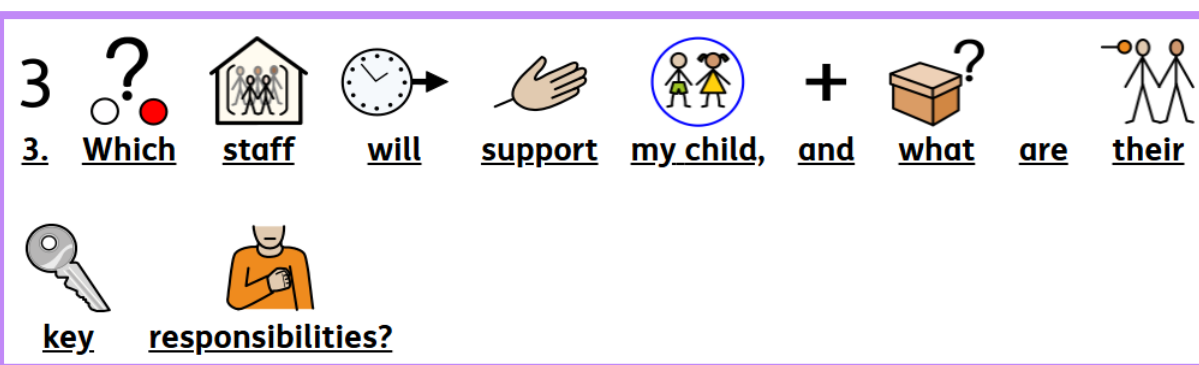 3
3. Which staff will support my child, and what are their
key responsibilities?